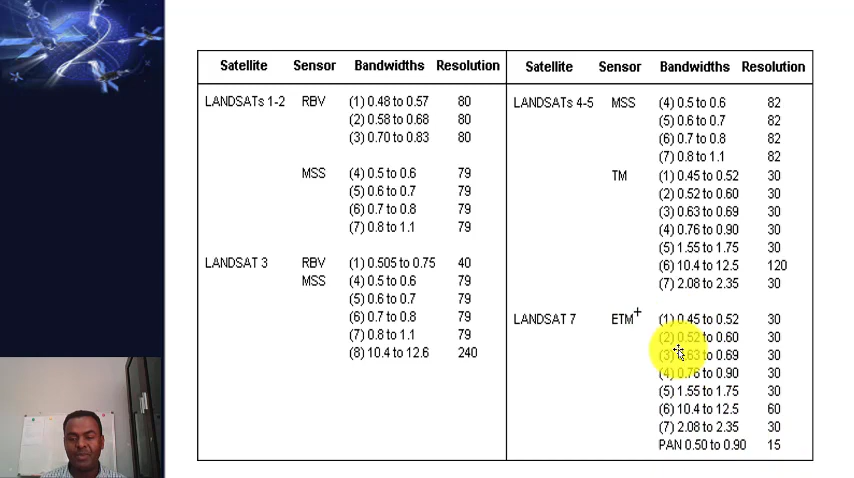 Satellite Sensor Bandwidths Resolution
LANDSATs 1-2 RBV (1) 0.48 to 0.57 80
(2) 0.58 to 0.68 80
(3) 0.70 to 0.83 80
MSS (4) 0.5 to 0.6 79
(5) 0.6 to 0.7 79
(6) 0.7 to 0.8 79
(7) 0.8 to 1.1 79
LANDSAT 3 RBV (1) 0.505 to 0.75 40
MSS (4) 0.5 to 0.6 79
(5) 0.6 to 0.7 79
(6) 0.7 to 0.8 79
(7) 0.8 to 1.1 79
(8) 10.4 to 12.6 240
Satellite Sensor Bandwidths Resolution
LANDSATs 4-5 MSS (4) 0.5 to 0.6 82
(5) 0.6 to 0.7 82
(6) 0.7 to 0.8 82
(7) 0.8 to 1.1 82
TM (1) 0.45 to 0.52 30
(2) 0.52 to 0.60 30
(3) 0.63 to 0.69 30
(4) 0.76 to 0.90 30
(5) 1.55 to 1.75 30
(6) 10.4 to 12.5 120
(7) 2.08 to 2.35 30
LANDSAT 7 ETM+ (1) 0.45 to 0.52 30
(2) 0.52 to 0.60 30
(3) 0.63 to 0.69 30
(4) 0.76 to 0.90 30
(5) 1.55 to 1.75 30
(6) 10.4 to 12.5 60
(7) 2.08 to 2.35 30
PAN 0.50 to 0.90 15